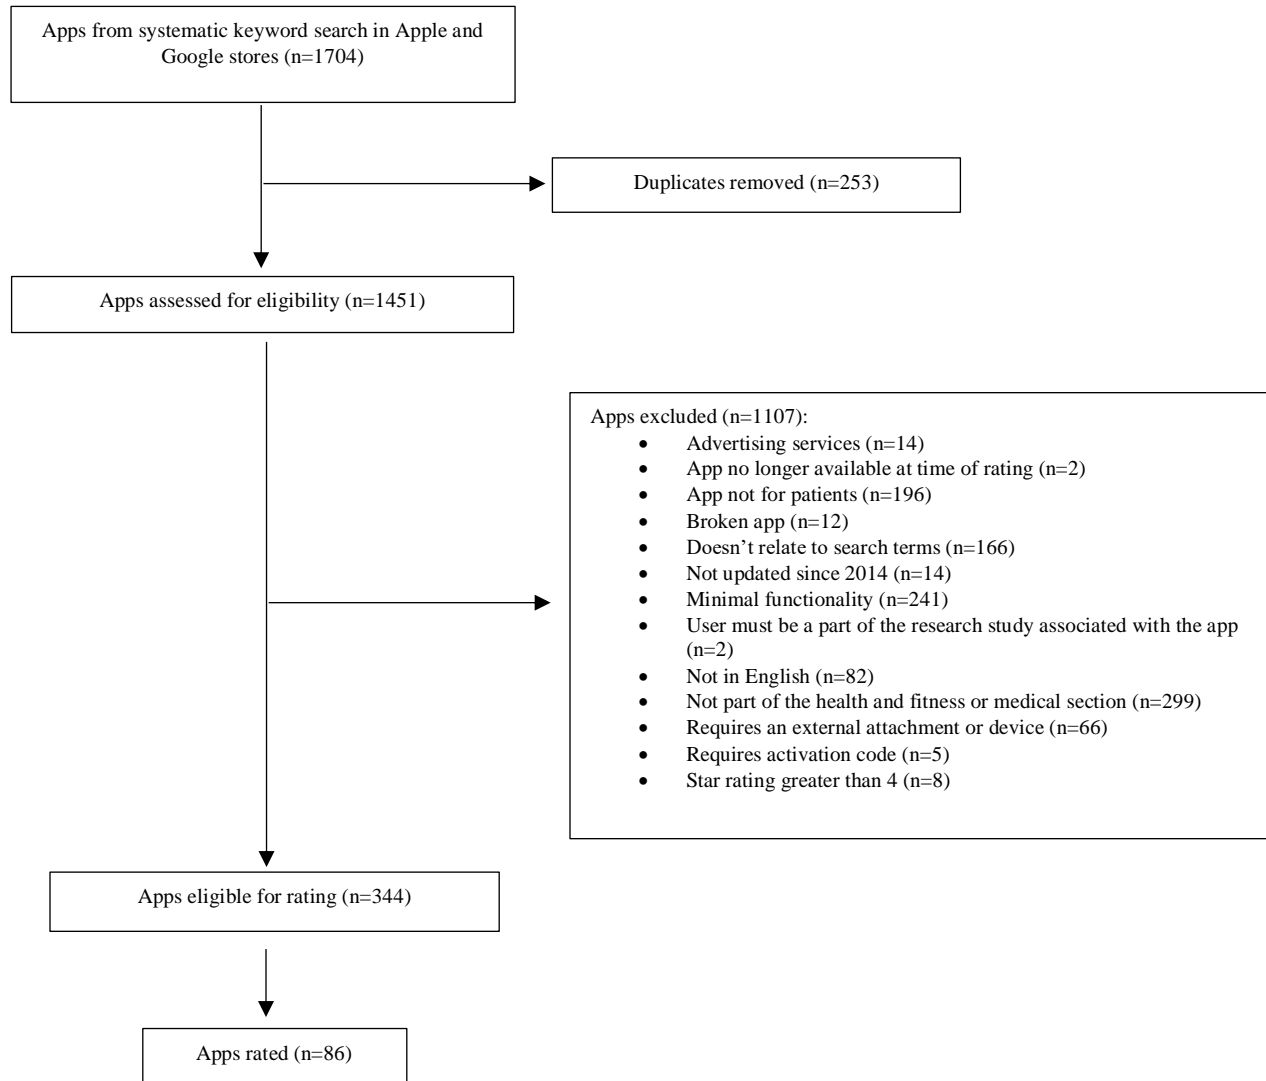 Apps from systematic keyword search in Apple and
Google stores (n=1704)
Duplicates removed (n=253)
Apps assessed for eligibility (n=1451)
Apps excluded (n=1107):
• Advertising services (n=14)
• App no longer available at time of rating (n=2)
• App not for patients (n=196)
• Broken app (n=12)
• Doesn’t relate to search terms (n=166)
• Not updated since 2014 (n=14)
• Minimal functionality (n=241)
• User must be a part of the research study associated with the app
(n=2)
• Not in English (n=82)
• Not part of the health and fitness or medical section (n=299)
• Requires an external attachment or device (n=66)
• Requires activation code (n=5)
• Star rating greater than 4 (n=8)
Apps eligible for rating (n=344)
Apps rated (n=86)